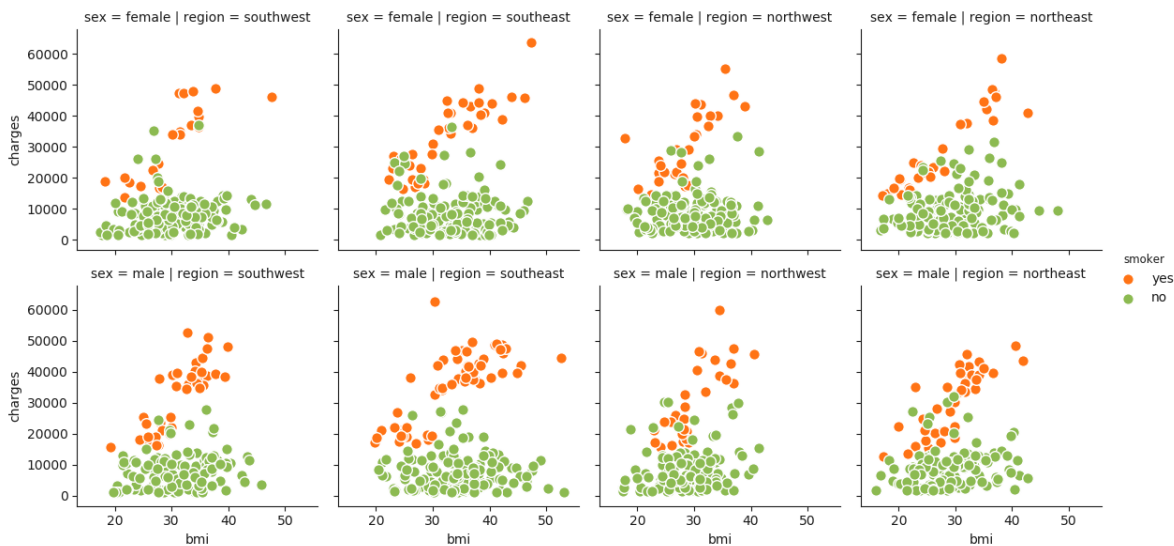 sex = female | region = southwest
sex = female | region = southeast
sex = female | region = northwest
sex = female | region = northeast
60000
50000
40000
30000
20000
10000
0
charges
sex = male | region = southwest
sex = male | region = southeast
sex = male | region = northwest
sex = male | region = northeast
smoker
yes
no
60000
50000
40000
30000
20000
10000
0
charges
20 30 40 50
20 30 40 50
20 30 40 50
20 30 40 50
bmi
bmi
bmi
bmi